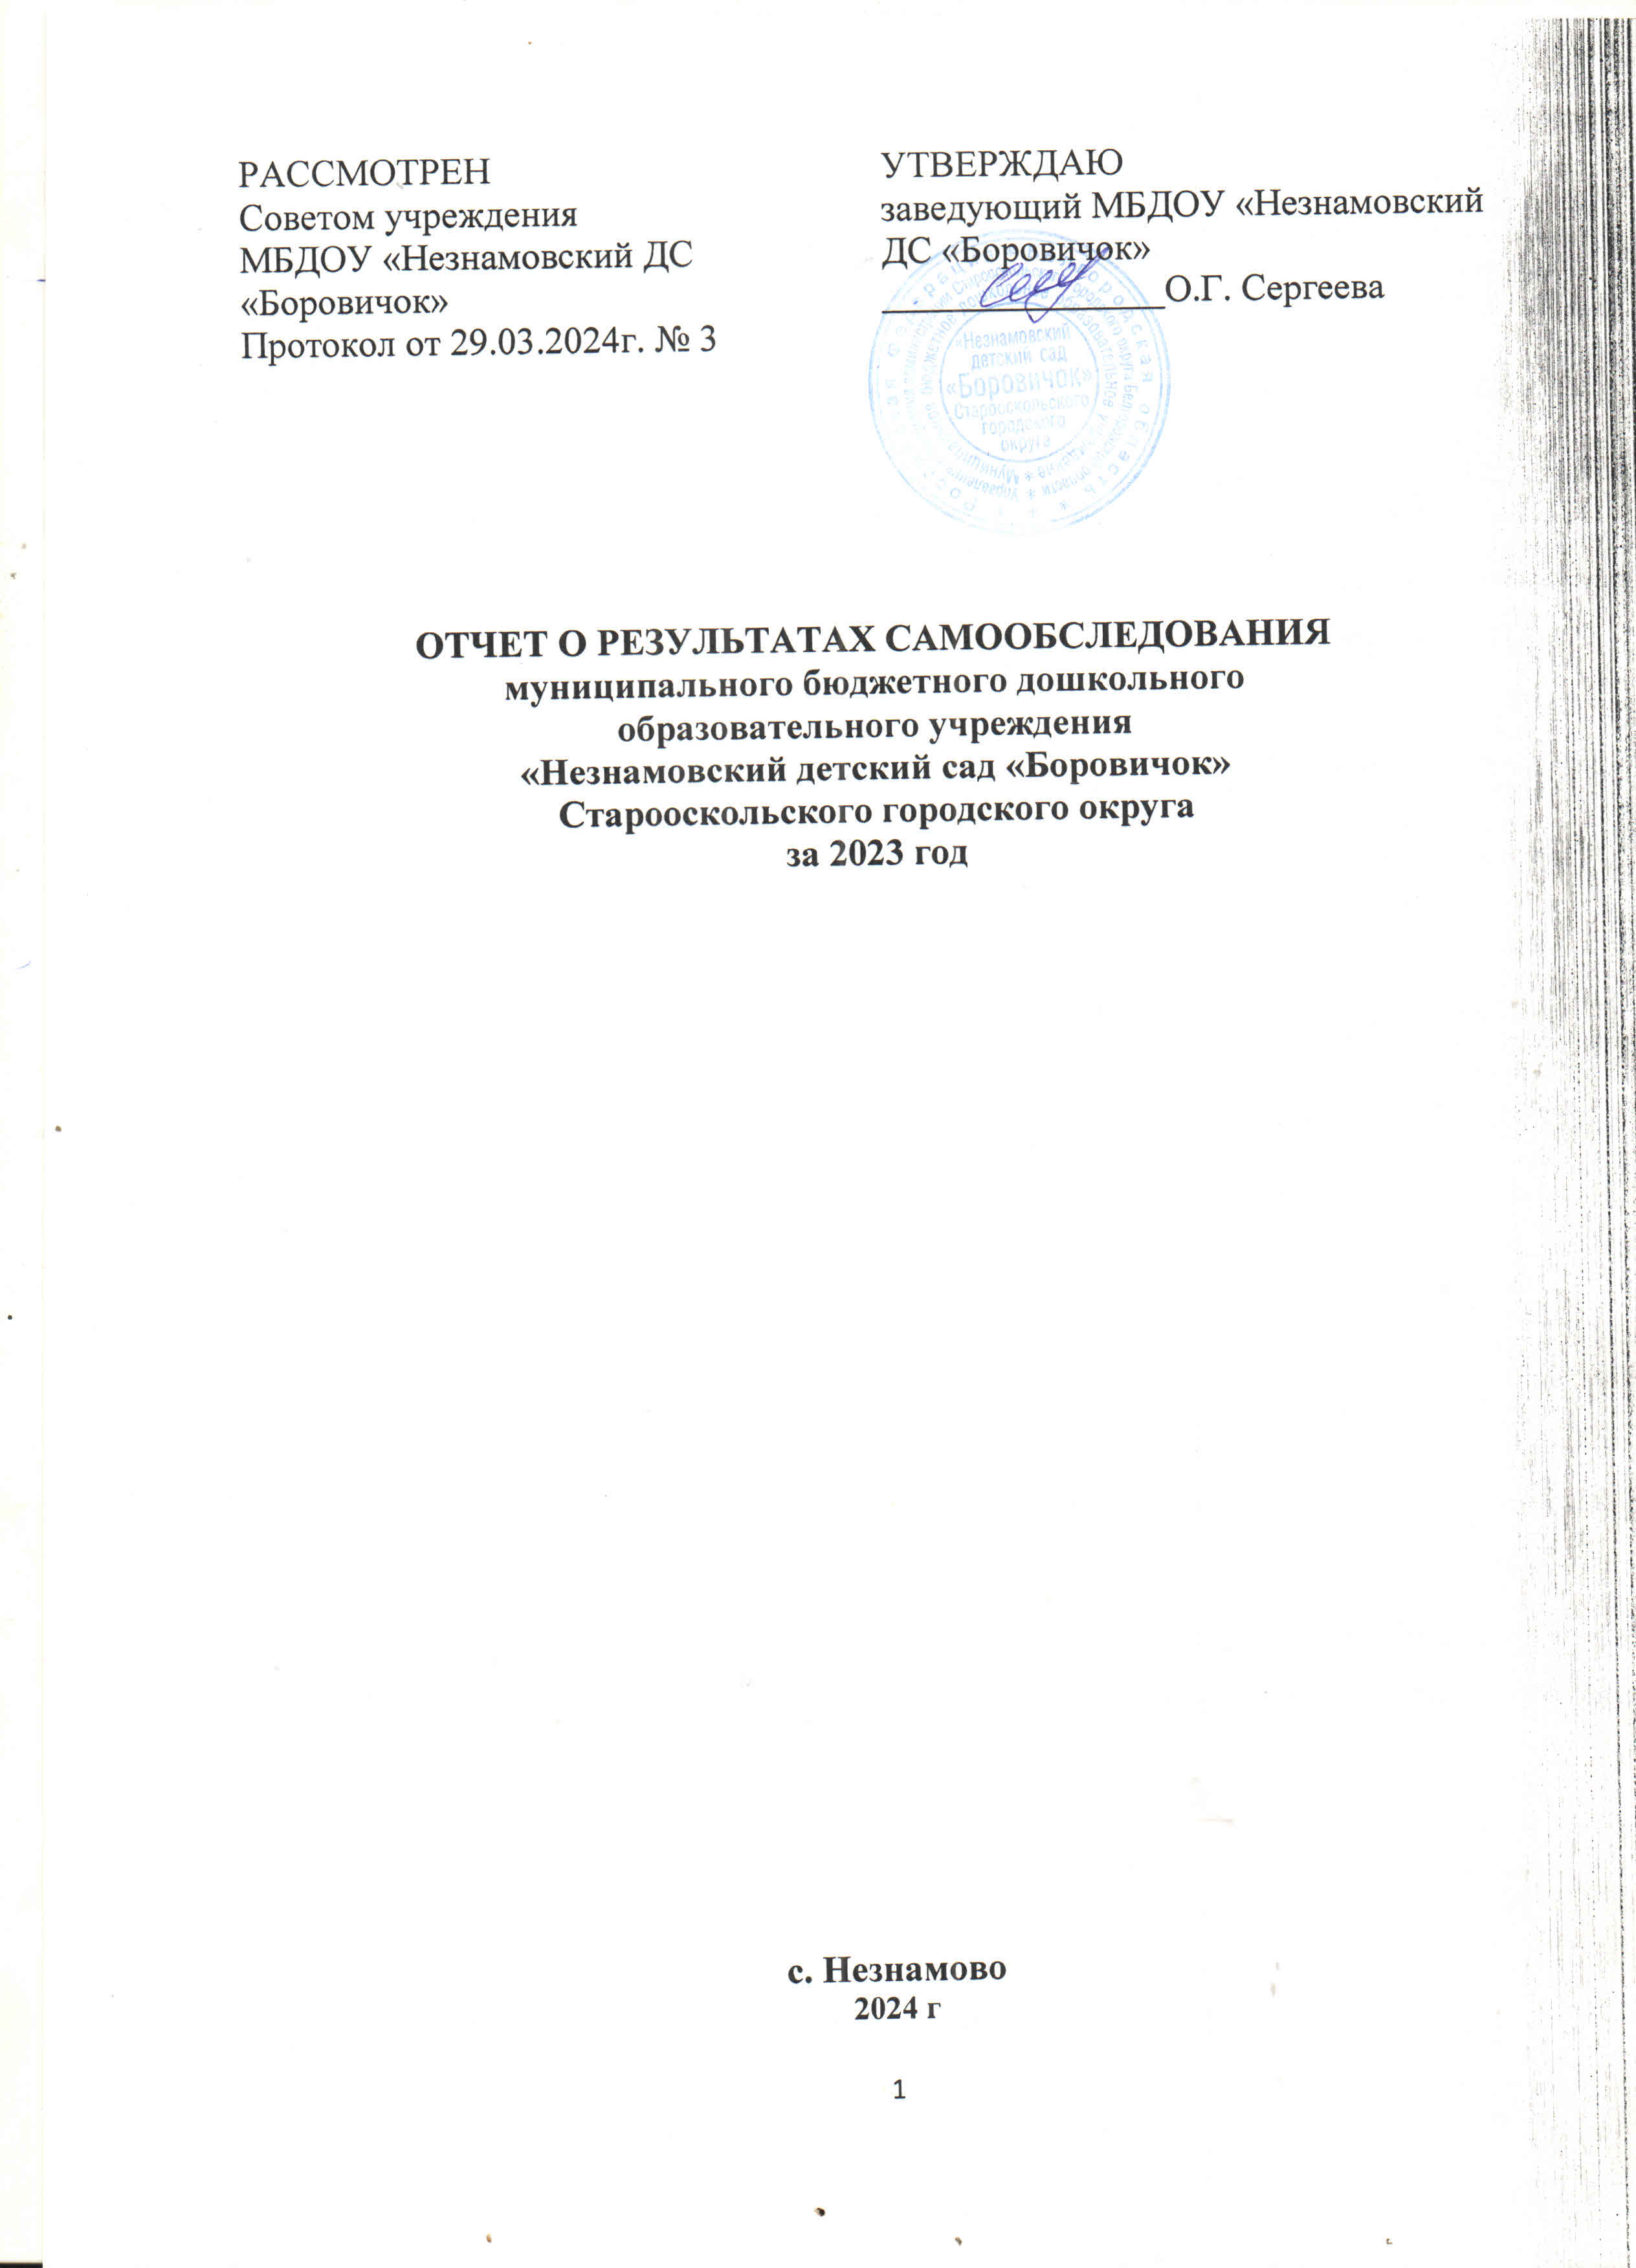 РАССМОТРЕН
Советом учреждения
МБДОУ «Незнамовский ДС
«Боровичок»
Протокол от 29.03.2024г. № 3
УТВЕРЖДАЮ
заведующий МБДОУ «Незнамовский
ДС «Боровичок»
О.Г. Сергеева
«Незнамовский
детский сад
«Боровичок»
Старооскольского
городского
округа
ОТЧЕТ О РЕЗУЛЬТАТАХ САМООБСЛЕДОВАНИЯ
муниципального бюджетного дошкольного
образовательного учреждения
«Незнамовский детский сад «Боровичок»
Старооскольского городского округа
за 2023 год
с. Незнамово
2024 г
1